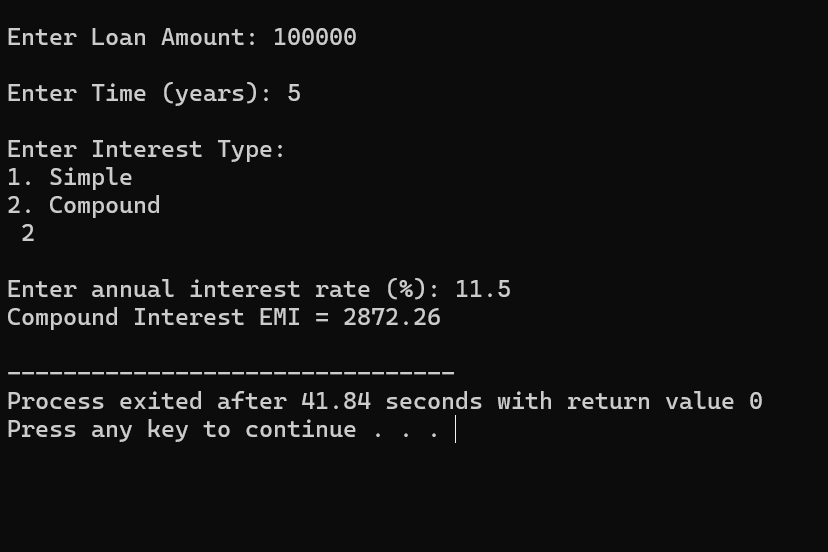 Enter Loan Amount: 100000
Enter Time (years): 5
Enter Interest Type:
1. Simple
2. Compound
2
Enter annual interest rate (%): 11.5
Compound Interest EMI = 2872.26
--------------------------------
Process exited after 41.84 seconds with return value 0
Press any key to continue . . .